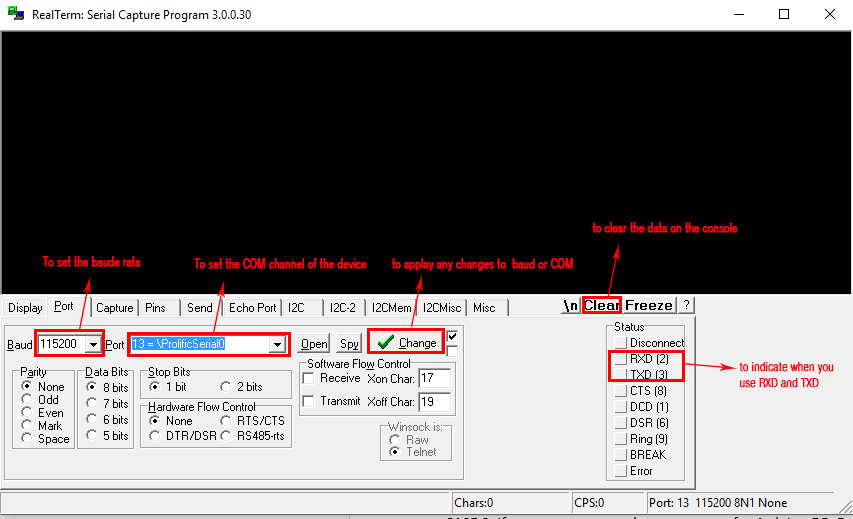 RealTerm: Serial Capture Program 3.0.0.30
to clear the data on the console
To set the baude rate
To set the COM channel of the device
to applay any changes to baud or COM
Display Port Capture Pins Send Echo Port I2C I2C-2 I2CMem I2CMisc Misc \n Clear Freeze ?
Baud 115200 Port 13 = \ProlificSerial0 Open Spy Change
Parity
None
Odd
Even
Mark
Space
Data Bits
8 bits
7 bits
6 bits
5 bits
Stop Bits
1 bit 2 bits
Hardware Flow Control
None RTS/CTS
DTR/DSR RS485-rts
Software Flow Control
Receive Xon Char: 17
Transmit Xoff Char: 19
Winsock is:
Raw
Telnet
Status
Disconnect
RXD (2)
TXD (3)
CTS (8)
DCD (1)
DSR (6)
Ring (9)
BREAK
Error
to indicate when you
use RXD and TXD
Chars:0 CPS:0 Port: 13 115200 8N1 None